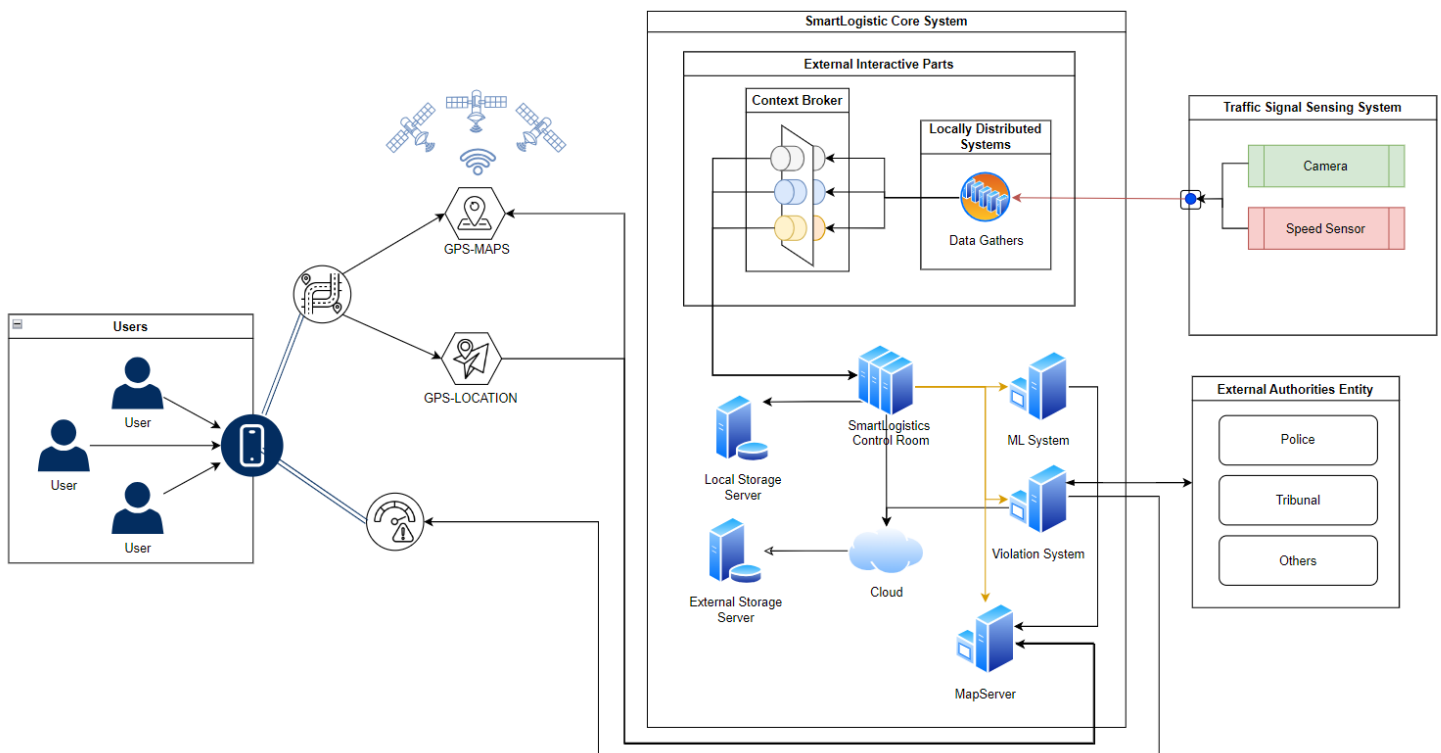 SmartLogistic Core System
External Interactive Parts
Context Broker
Locally Distributed
Systems
Data Gathers
Traffic Signal Sensing System
Camera
Speed Sensor
GPS-MAPS
GPS-LOCATION
Users
User
User
User
SmartLogistics
Control Room
ML System
Local Storage
Server
Violation System
External Storage
Server
Cloud
MapServer
External Authorities Entity
Police
Tribunal
Others